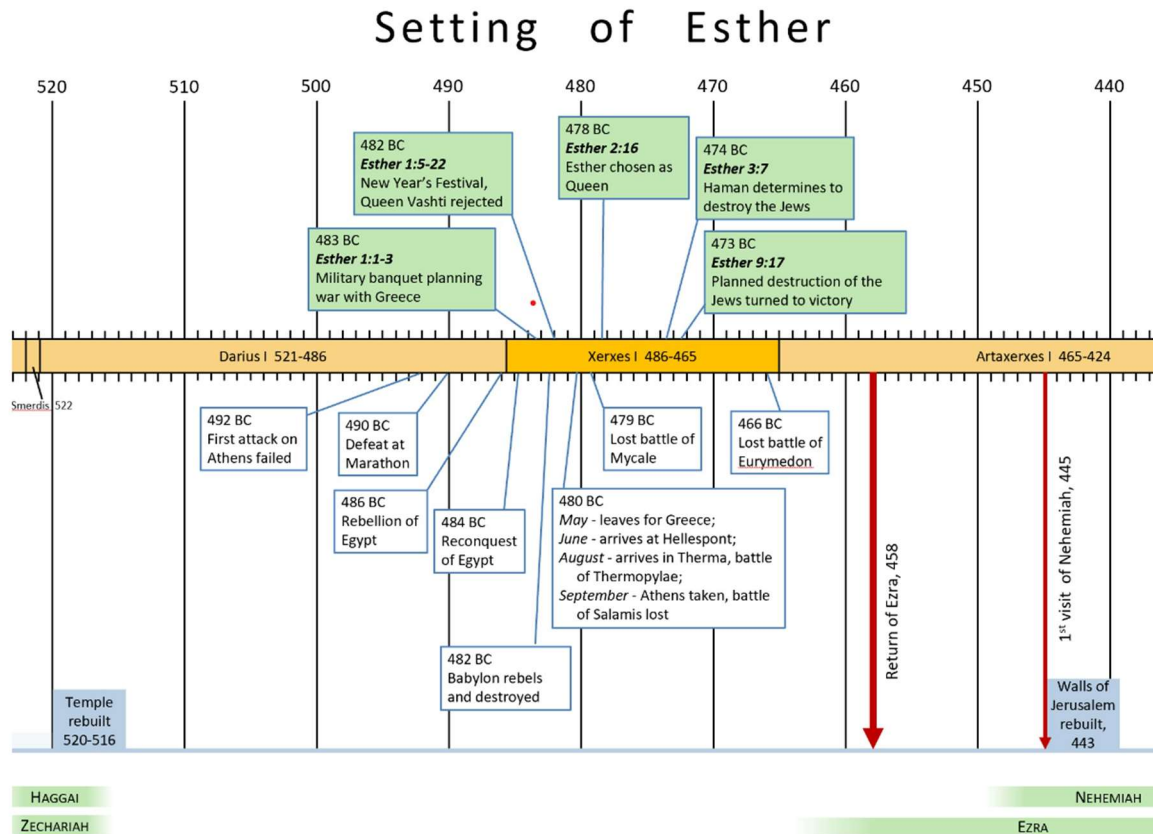 Setting of Esther
520 510 500 490 480 470 460 450 440
482 BC
Esther 1:5-22
New Year's Festival,
Queen Vashti rejected
478 BC
Esther 2:16
Esther chosen as
Queen
474 BC
Esther 3:7
Haman determines to
destroy the Jews
483 BC
Esther 1:1-3
Military banquet planning
war with Greece
473 BC
Esther 9:17
Planned destruction of the
Jews turned to victory
Darius I 521-486
Xerxes I 486-465
Artaxerxes I 465-424
Smerdis, 522
492 BC
First attack on
Athens failed
490 BC
Defeat at
Marathon
479 BC
Lost battle of
Mycale
466 BC
Lost battle of
Eurymedon
486 BC
Rebellion of
Egypt
484 BC
Reconquest
of Egypt
480 BC
May - leaves for Greece;
June - arrives at Hellespont;
August - arrives in Therma, battle
of Thermopylae;
September - Athens taken, battle
of Salamis lost
482 BC
Babylon rebels
and destroyed
Return of Ezra, 458
1st visit of Nehemiah, 445
Temple
rebuilt
520-516
Walls of
Jerusalem
rebuilt,
443
HAGGAI
NEHEMIAH
ZECHARIAH
EZRA